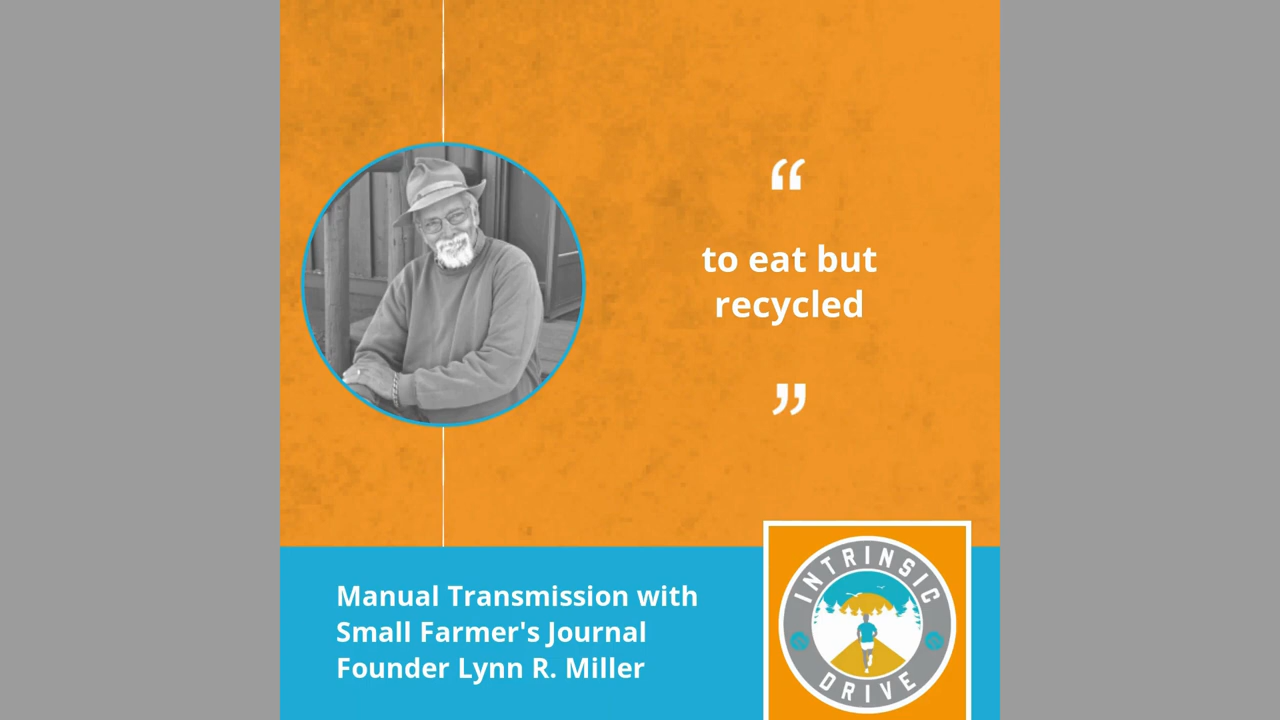 “
to eat but
recycled
”
Manual Transmission with
Small Farmer's Journal
Founder Lynn R. Miller
INTRINSIC
DRIVE